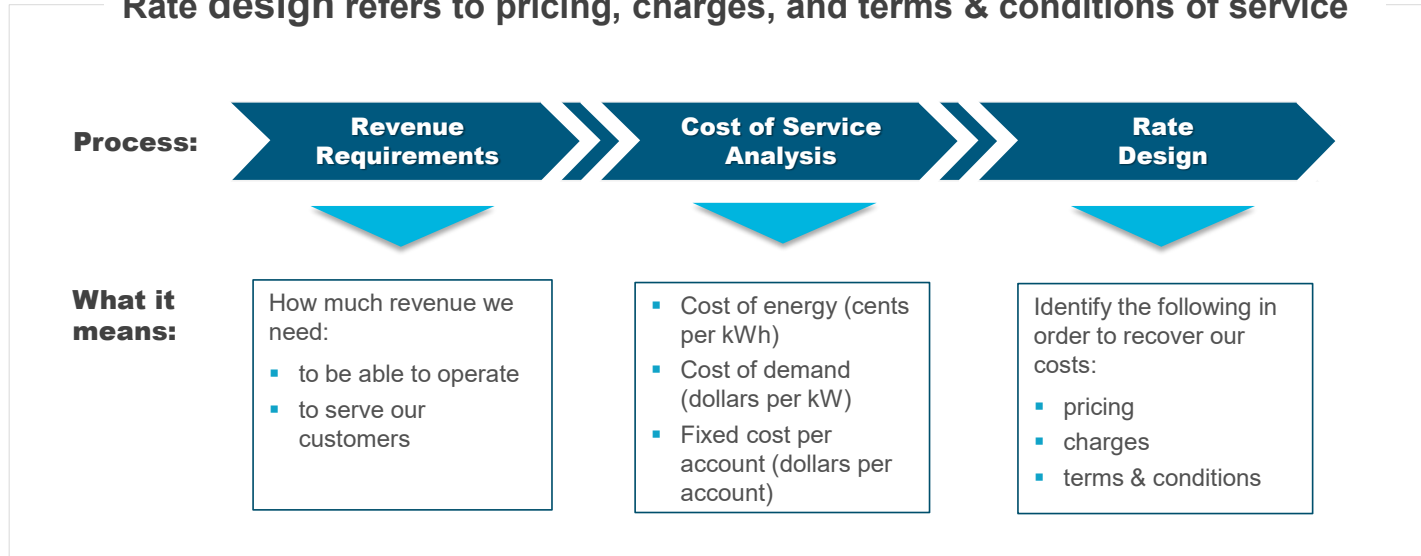 Rate design refers to pricing, charges, and terms & conditions of service
Process:
Revenue
Requirements
Cost of Service
Analysis
Rate
Design
What it
means:
How much revenue we
need:
▪ to be able to operate
▪ to serve our
customers
▪ Cost of energy (cents
per kWh)
▪ Cost of demand
(dollars per kW)
▪ Fixed cost per
account (dollars per
account)
Identify the following in
order to recover our
costs:
▪ pricing
▪ charges
▪ terms & conditions